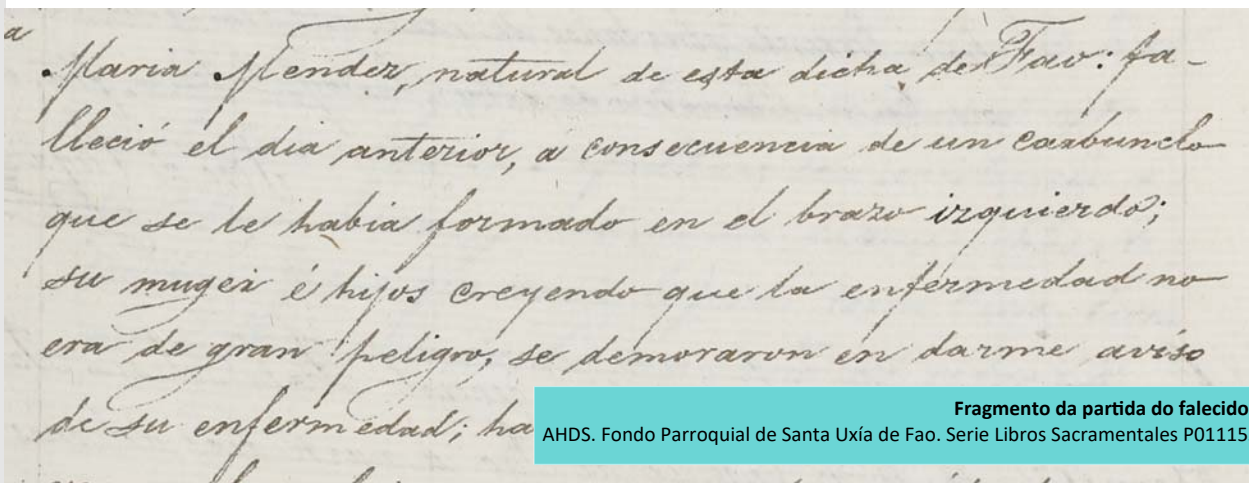 a
Maria Mendez, natural de esta dicha de Fao: fa-
lleció el dia anterior, a consecuencia de un carbunclo
que se le habia formado en el brazo izquierdo;
su muger é hijos creyendo que la enfermedad no
era de gran peligro, se demoraron en darme aviso
de su enfermedad; ha
Fragmento da partida do falecido
AHDS. Fondo Parroquial de Santa Uxía de Fao. Serie Libros Sacramentales P01115